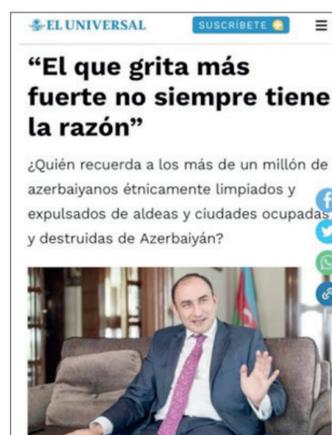 EL UNIVERSAL
SUSCRÍBETE
“El que grita más
fuerte no siempre tiene
la razón”
¿Quién recuerda a los más de un millón de
azerbaiyanos étnicamente limpiados y
expulsados de aldeas y ciudades ocupadas
y destruidas de Azerbaiyán?